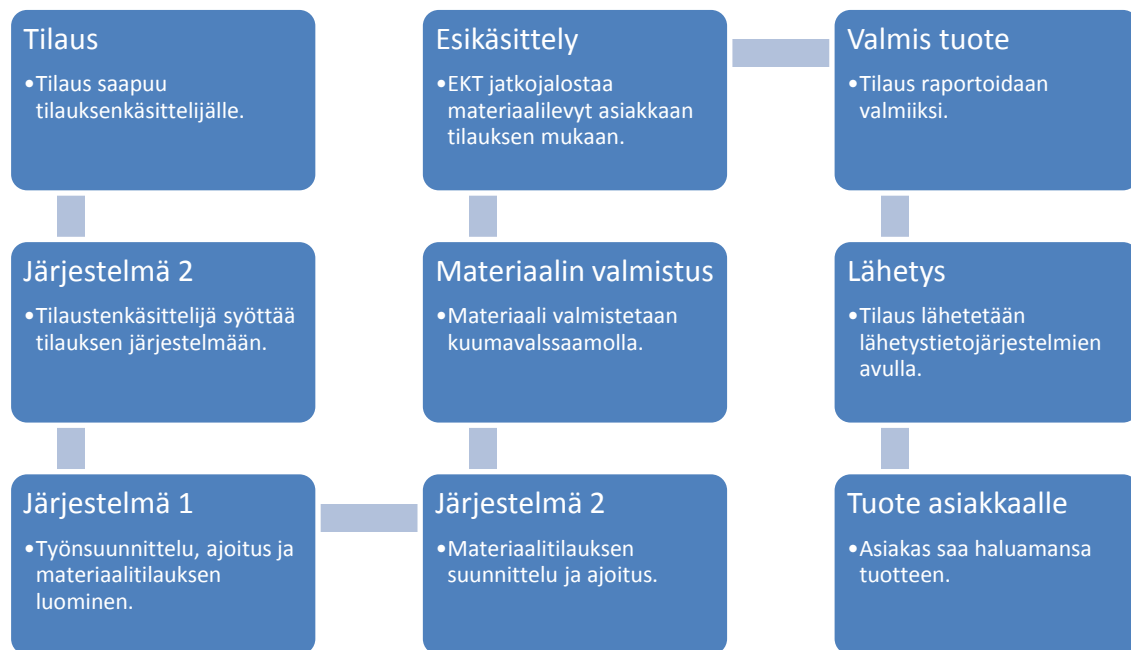 Tilaus
•Tilaus saapuu
tilauksenkäsittelijälle.
Järjestelmä 2
•Tilaustenkäsittelijä syöttää
tilauksen järjestelmään.
Järjestelmä 1
•Työnsuunnittelu, ajoitus ja
materiaalitilauksen
luominen.
Järjestelmä 2
•Materiaalitilauksen
suunnittelu ja ajoitus.
Materiaalin valmistus
•Materiaali valmistetaan
kuumavalssaamolla.
Esikäsittely
•EKT jatkojalostaa
materiaalilevyt asiakkaan
tilauksen mukaan.
Valmis tuote
•Tilaus raportoidaan
valmiiksi.
Lähetys
•Tilaus lähetetään
lähetystietojärjestelmien
avulla.
Tuote asiakkaalle
•Asiakas saa haluamansa
tuotteen.